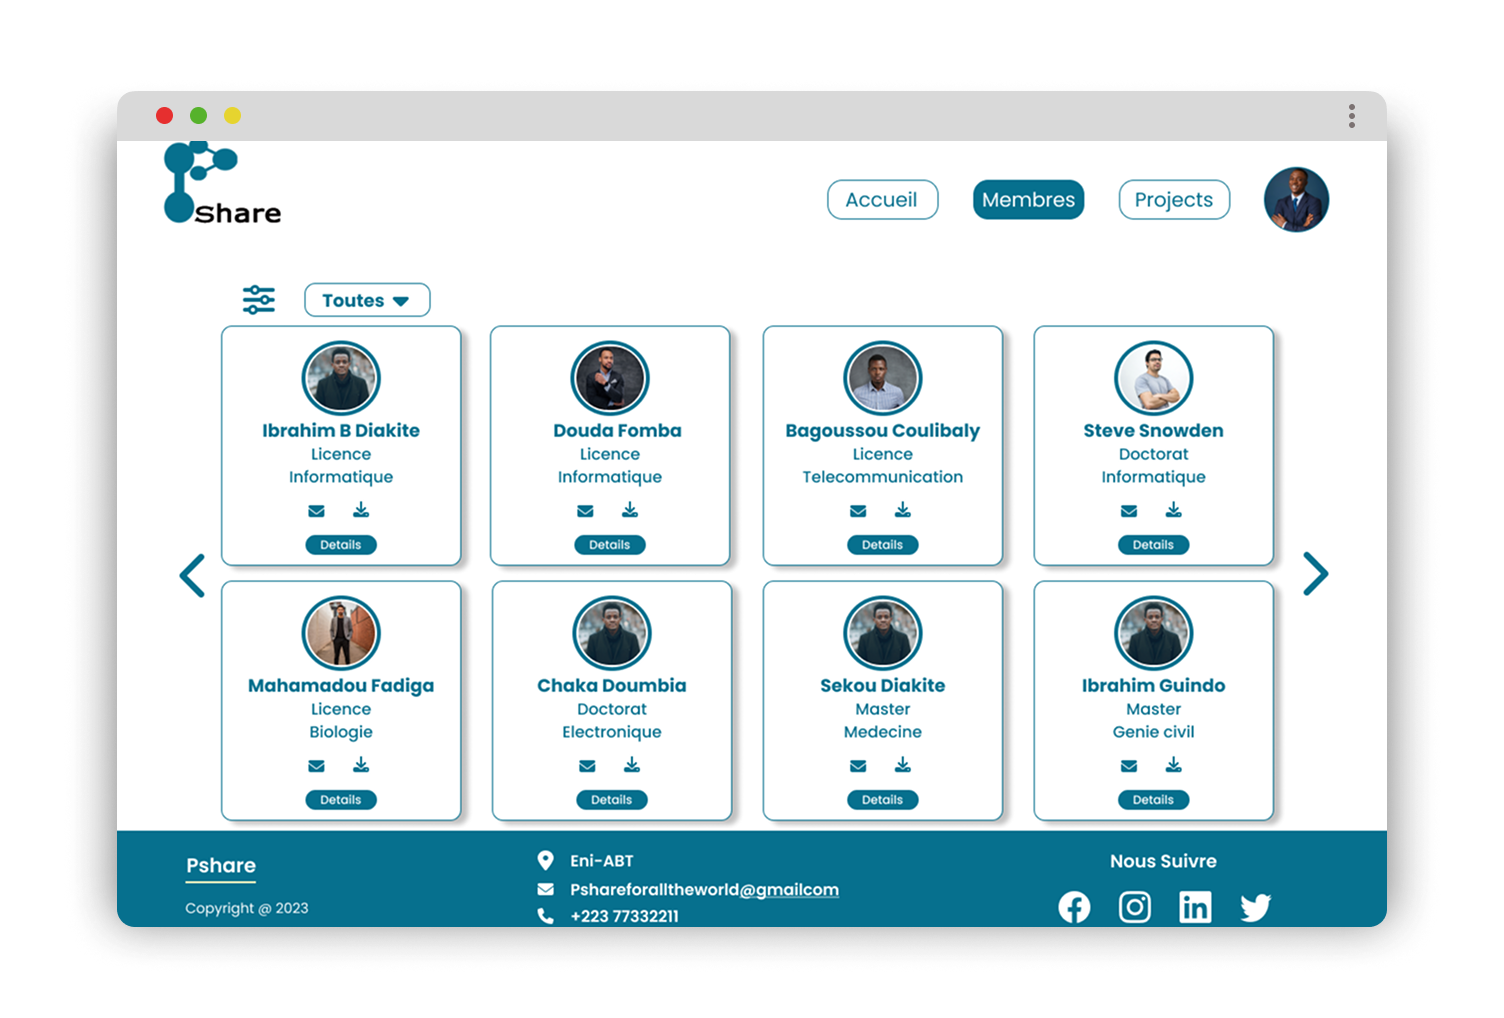 Share
Accueil
Membres
Projects
Toutes
Ibrahim B Diakite
Licence
Informatique
Details
Douda Fomba
Licence
Informatique
Details
Bagoussou Coulibaly
Licence
Telecommunication
Details
Steve Snowden
Doctorat
Informatique
Details
Mahamadou Fadiga
Licence
Biologie
Details
Chaka Doumbia
Doctorat
Electronique
Details
Sekou Diakite
Master
Medecine
Details
Ibrahim Guindo
Master
Genie civil
Details
Pshare
Copyright @ 2023
Eni-ABT
Pshareforalltheworld@gmailcom
+223 77332211
Nous Suivre